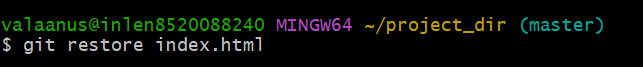 valaanus@inlen8520088240 MINGW64 ~/project_dir (master)
$ git restore index.html